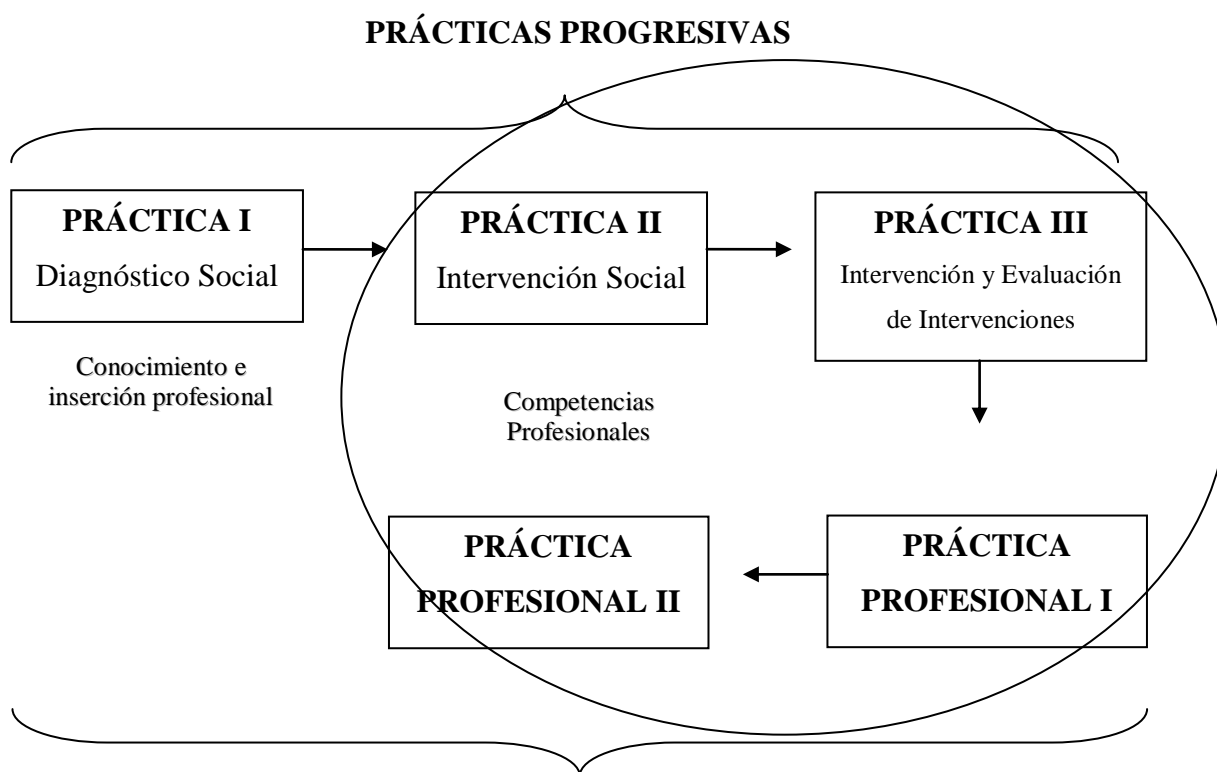 PRÁCTICAS PROGRESIVAS
PRÁCTICA I
Diagnóstico Social
PRÁCTICA II
Intervención Social
PRÁCTICA III
Intervención y Evaluación
de Intervenciones
Conocimiento e
inserción profesional
Competencias
Profesionales
PRÁCTICA
PROFESIONAL II
PRÁCTICA
PROFESIONAL I